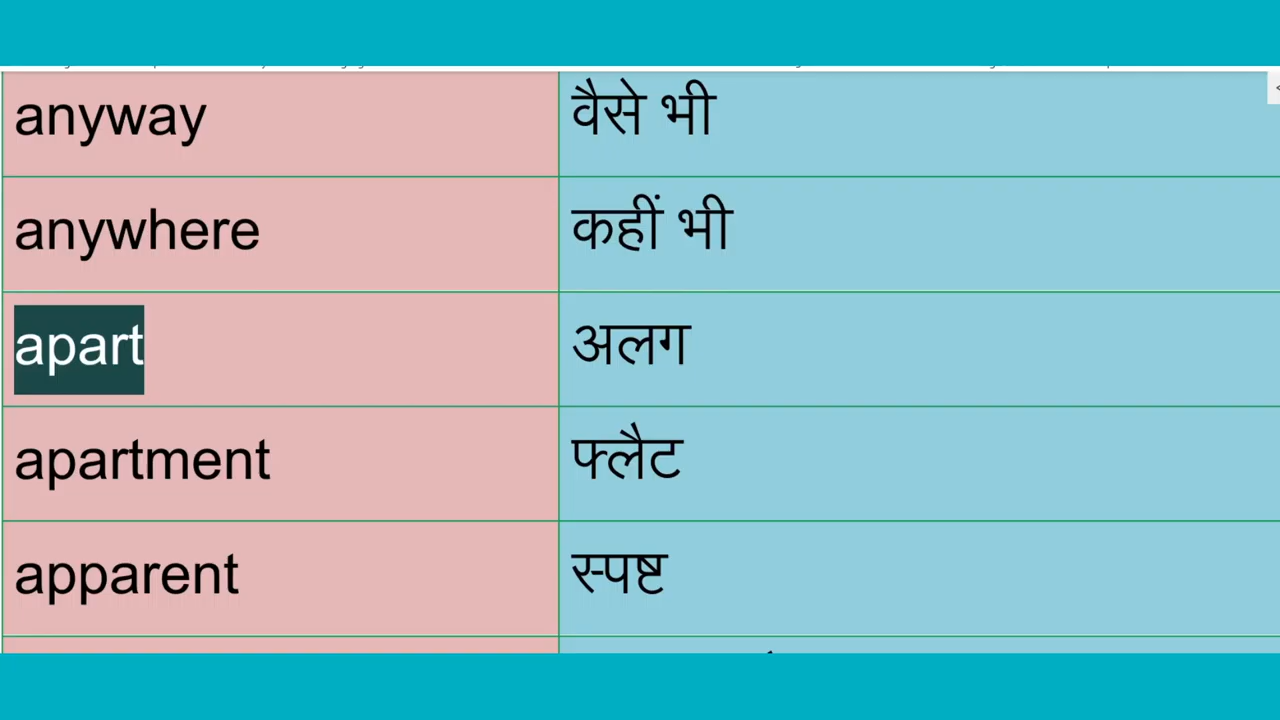 anyway वैसे भी
anywhere कहीं भी
apart अलग
apartment फ्लैट
apparent स्पष्ट